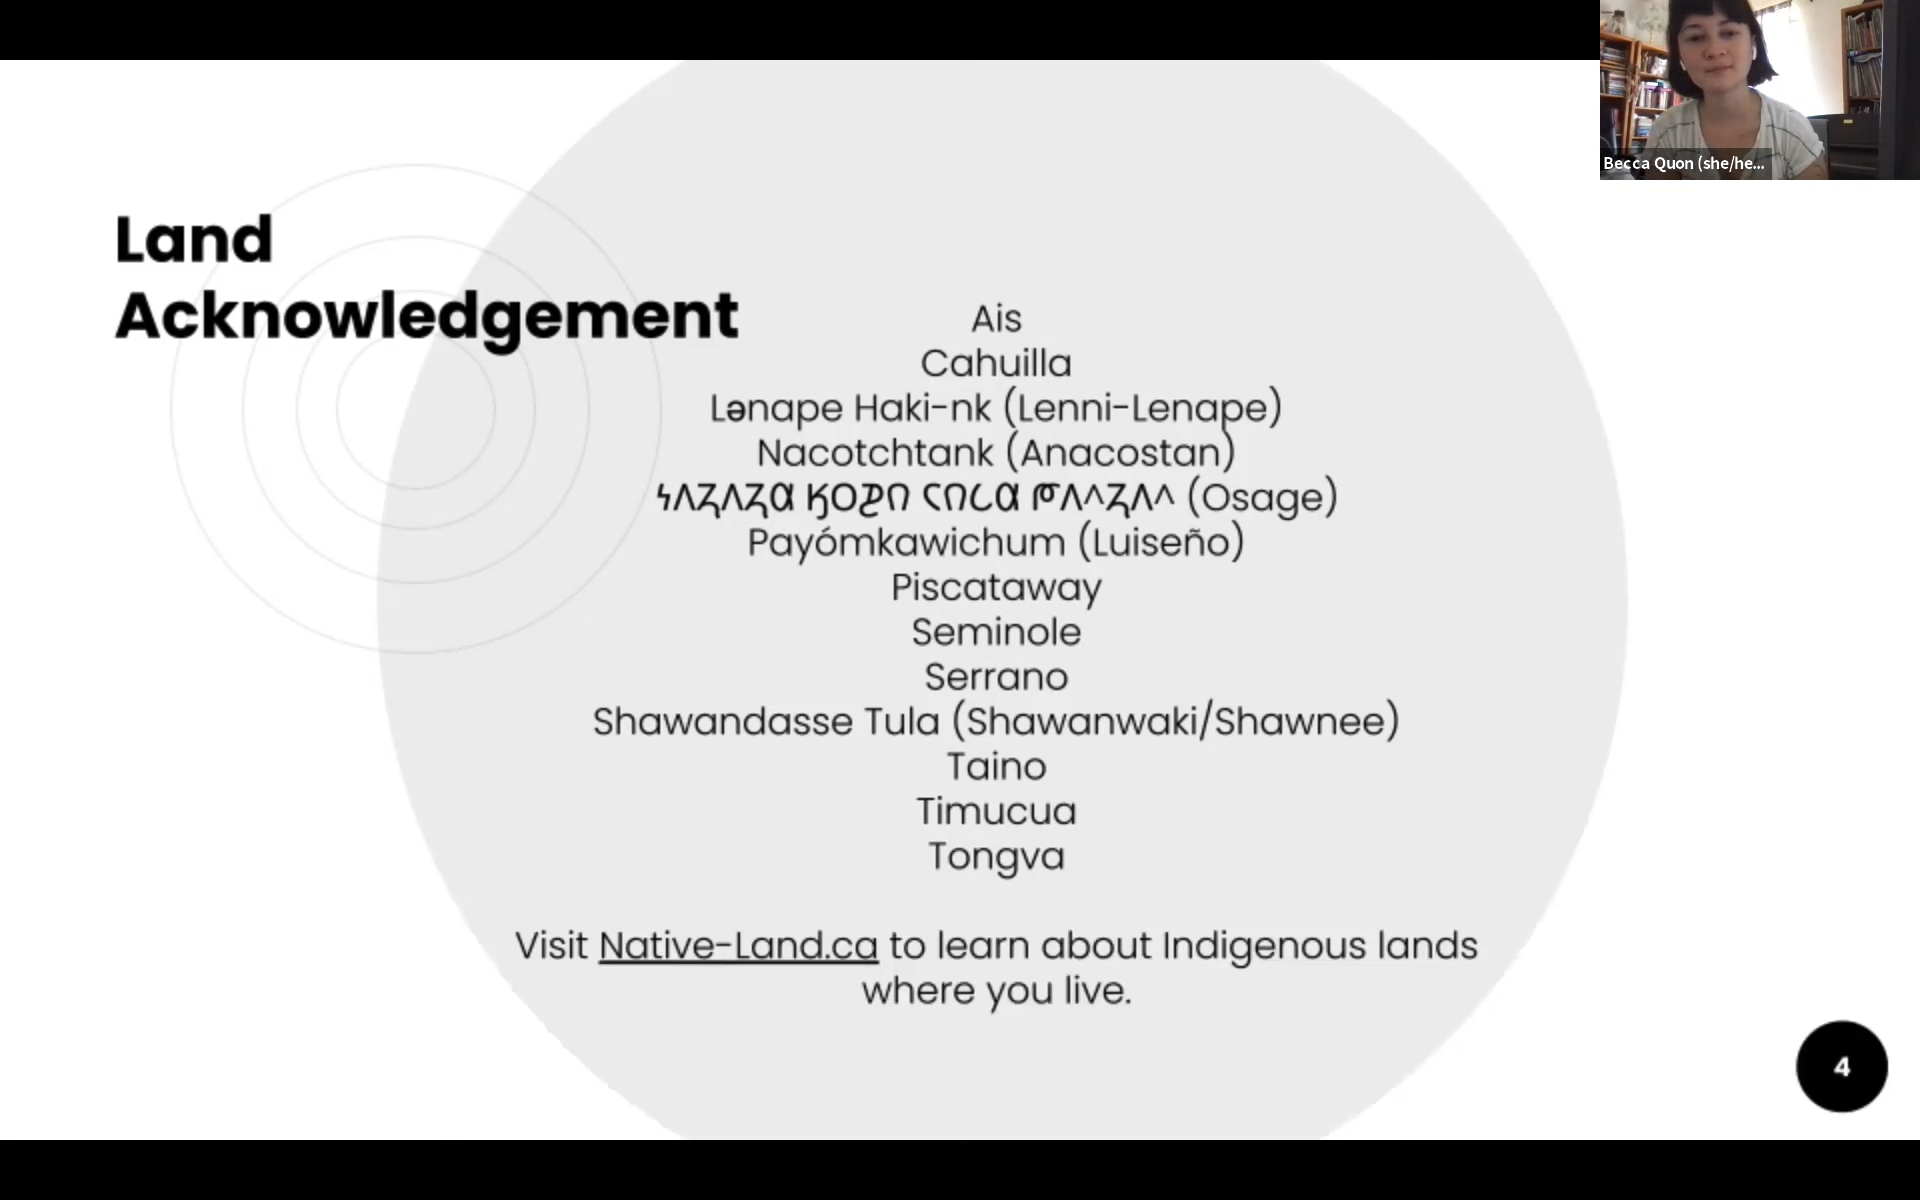 Becca Quon (she/he...
Land
Acknowledgement
Ais
Cahuilla
Lənape Haki-nk (Lenni-Lenape)
Nacotchtank (Anacostan)
𐓏𐒰𐓓𐒰𐓓𐒷 𐒼𐓂𐓊𐒻 𐓆𐒻𐒿𐒷 𐓀𐒰^𐓓𐒰^ (Osage)
Payómkawichum (Luiseño)
Piscataway
Seminole
Serrano
Shawandasse Tula (Shawanwaki/Shawnee)
Taino
Timucua
Tongva
Visit Native-Land.ca to learn about Indigenous lands
where you live.
4